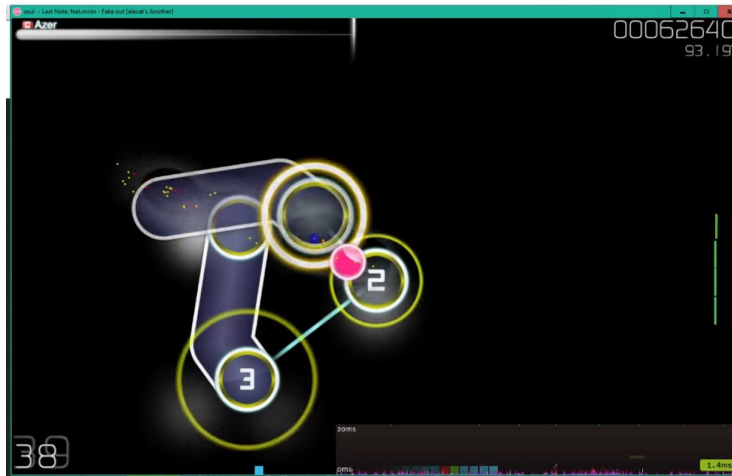 osu! - Last Note. feat.mirin - Fake out [alacat's Another]
Azer
00062640
93.19%
2
3
38
20ms
0ms
1.4ms